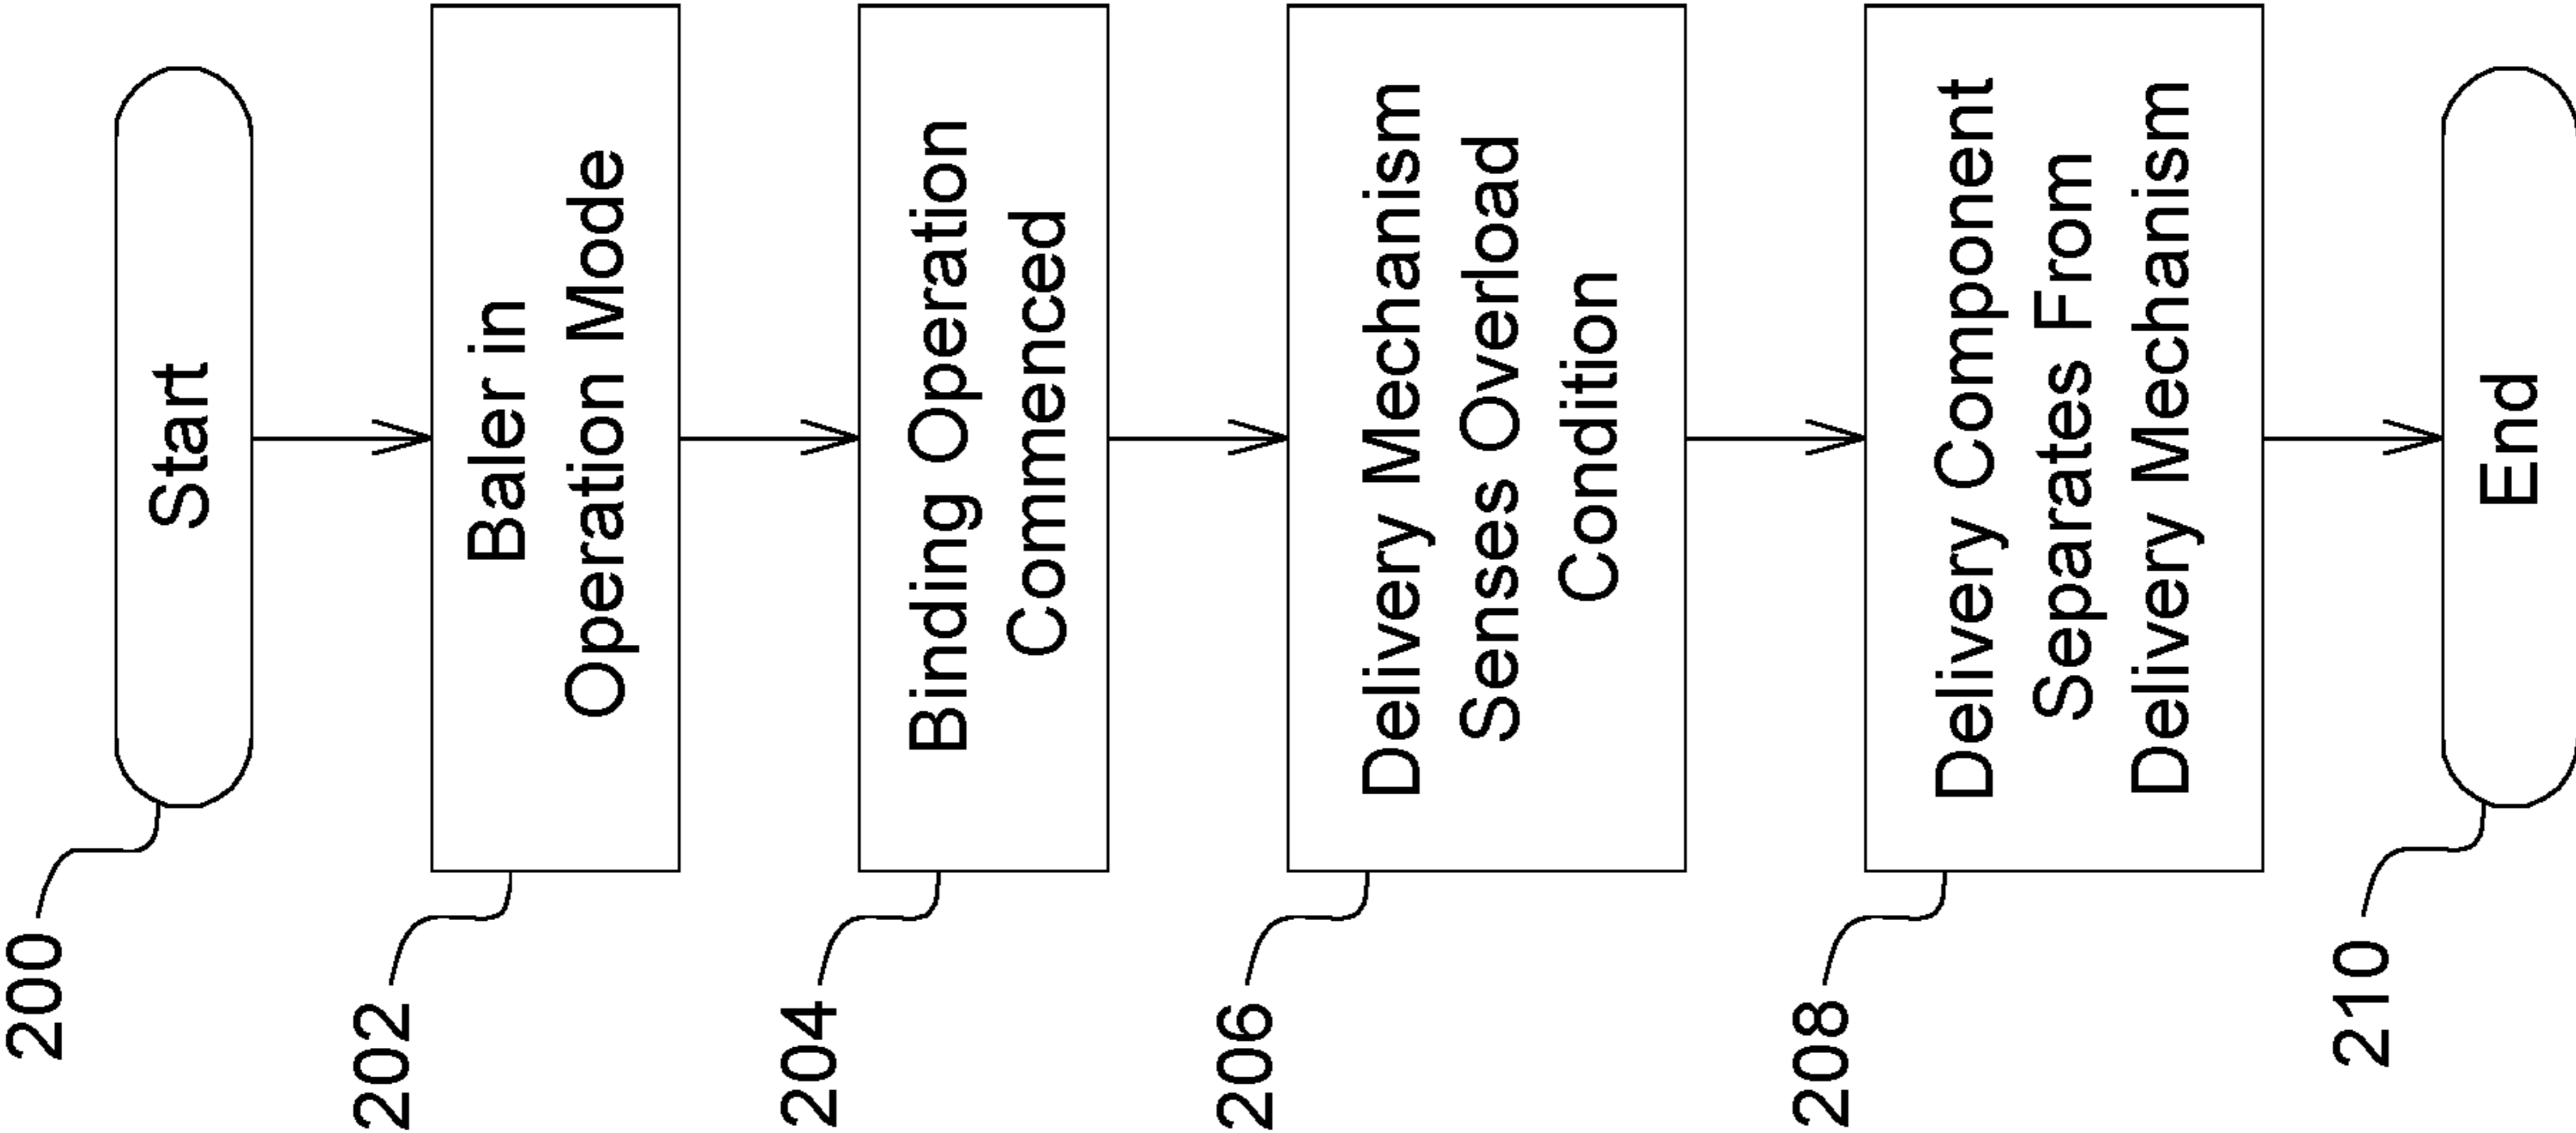 200
Start
202
Baler in
Operation Mode
204
Binding Operation
Commenced
206
Delivery Mechanism
Senses Overload
Condition
208
Delivery Component
Separates From
Delivery Mechanism
210
End